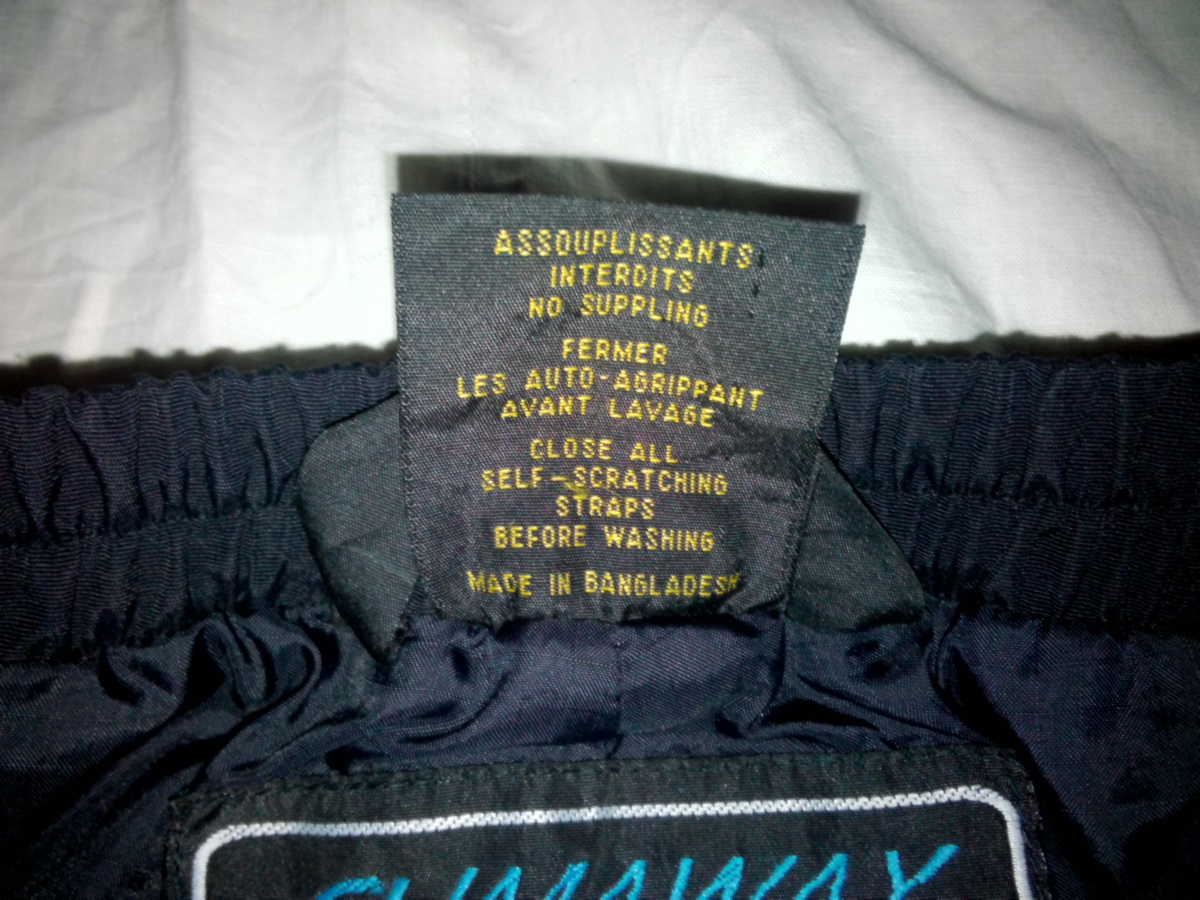 ASSOUPLISSANTS
INTERDITS
NO SUPPLING
FERMER
LES AUTO-AGRIPPANT
AVANT LAVAGE
CLOSE ALL
SELF-SCRATCHING
STRAPS
BEFORE WASHING
MADE IN BANGLADESH